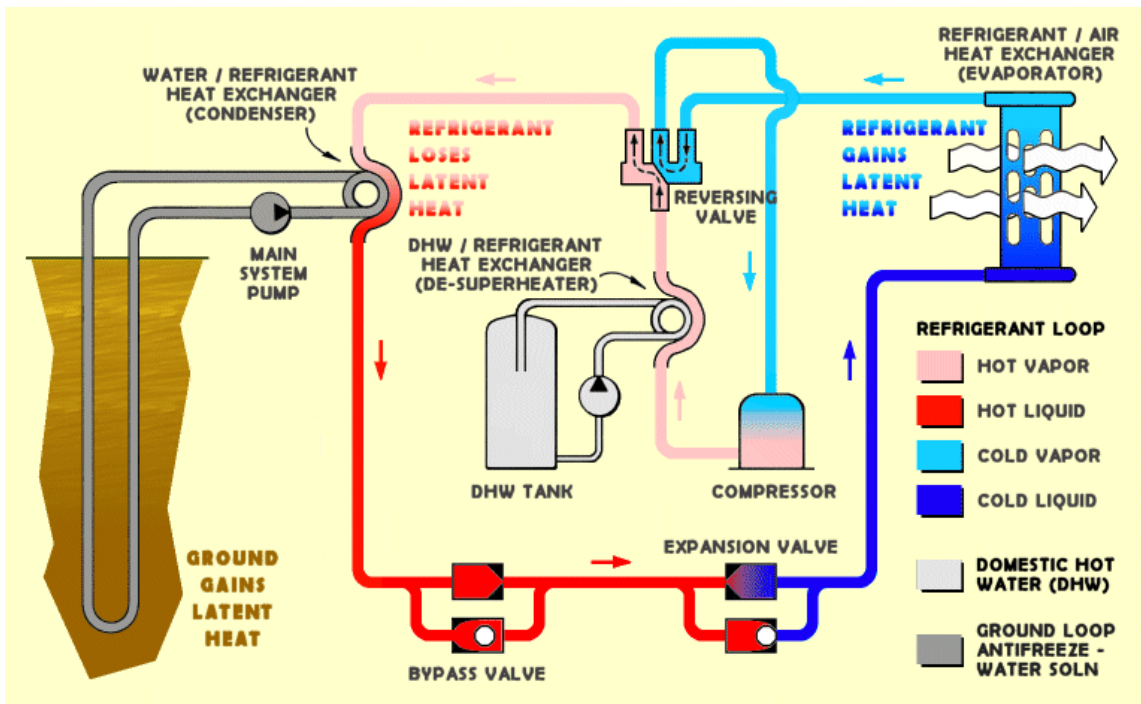 WATER / REFRIGERANT
HEAT EXCHANGER
(CONDENSER)
REFRIGERANT
LOSES
LATENT
HEAT
REFRIGERANT / AIR
HEAT EXCHANGER
(EVAPORATOR)
REFRIGERANT
GAINS
LATENT
HEAT
REVERSING
VALVE
MAIN
SYSTEM
PUMP
DHW / REFRIGERANT
HEAT EXCHANGER
(DE-SUPERHEATER)
DHW TANK
COMPRESSOR
GROUND
GAINS
LATENT
HEAT
BYPASS VALVE
EXPANSION VALVE
REFRIGERANT LOOP
HOT VAPOR
HOT LIQUID
COLD VAPOR
COLD LIQUID
DOMESTIC HOT
WATER (DHW)
GROUND LOOP
ANTIFREEZE -
WATER SOLN